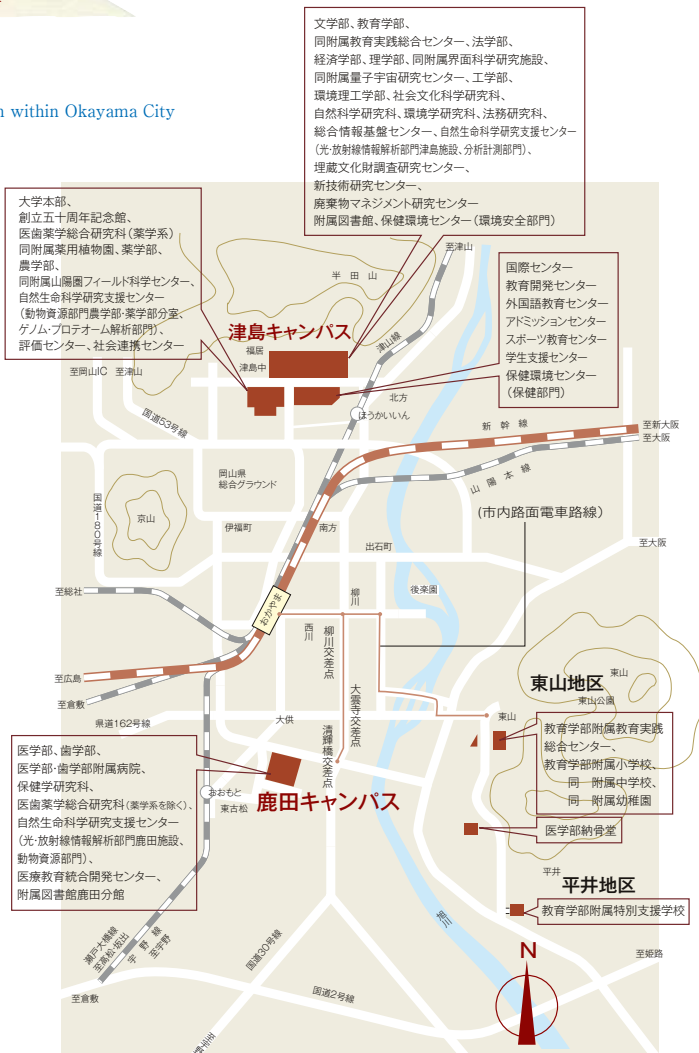 n within Okayama City
文学部、教育学部、
同附属教育実践総合センター、法学部、
経済学部、理学部、同附属界面科学研究施設、
同附属量子宇宙研究センター、工学部、
環境理工学部、社会文化科学研究科、
自然科学研究科、環境学研究科、法務研究科、
総合情報基盤センター、自然生命科学研究支援センター
(光・放射線情報解析部門津島施設、分析計測部門)、
埋蔵文化財調査研究センター、
新技術研究センター、
廃棄物マネジメント研究センター
附属図書館、保健環境センター(環境安全部門)
大学本部、
創立五十周年記念館、
医歯薬学総合研究科(薬学系)
同附属薬用植物園、薬学部、
農学部、
同附属山陽圏フィールド科学センター、
自然生命科学研究支援センター
(動物資源部門農学部・薬学部分室、
ゲノム・プロテオーム解析部門)、
評価センター、社会連携センター
国際センター
教育開発センター
外国語教育センター
アドミッションセンター
スポーツ教育センター
学生支援センター
保健環境センター
(保健部門)
至津山
半田山
津島キャンパス
津山線
福居
津島中
至岡山IC
至津山
北方
ほうかいいん
国道53号線
新幹線
至新大阪
至大阪
山陽本線
岡山県
総合グラウンド
国道180号線
京山
伊福町
南方
(市内路面電車路線)
出石町
至大阪
至総社
おかやま
柳川
後楽園
西川
柳川交差点
至広島
至倉敷
大雲寺交差点
東山地区
東山
東山公園
県道162号線
大供
清輝橋交差点
東山
教育学部附属教育実践
総合センター、
教育学部附属小学校、
同 附属中学校、
同 附属幼稚園
医学部、歯学部、
医学部・歯学部附属病院、
保健学研究科、
医歯薬学総合研究科(薬学系を除く)、
自然生命科学研究支援センター
(光・放射線情報解析部門鹿田施設、
動物資源部門)、
医療教育統合開発センター、
附属図書館鹿田分館
おおもと
東古松
鹿田キャンパス
医学部納骨堂
平井
平井地区
教育学部附属特別支援学校
旭川
瀬戸大橋線
至高松・坂出
宇野線
至宇野
国道30号線
N
至姫路
至倉敷
国道2号線